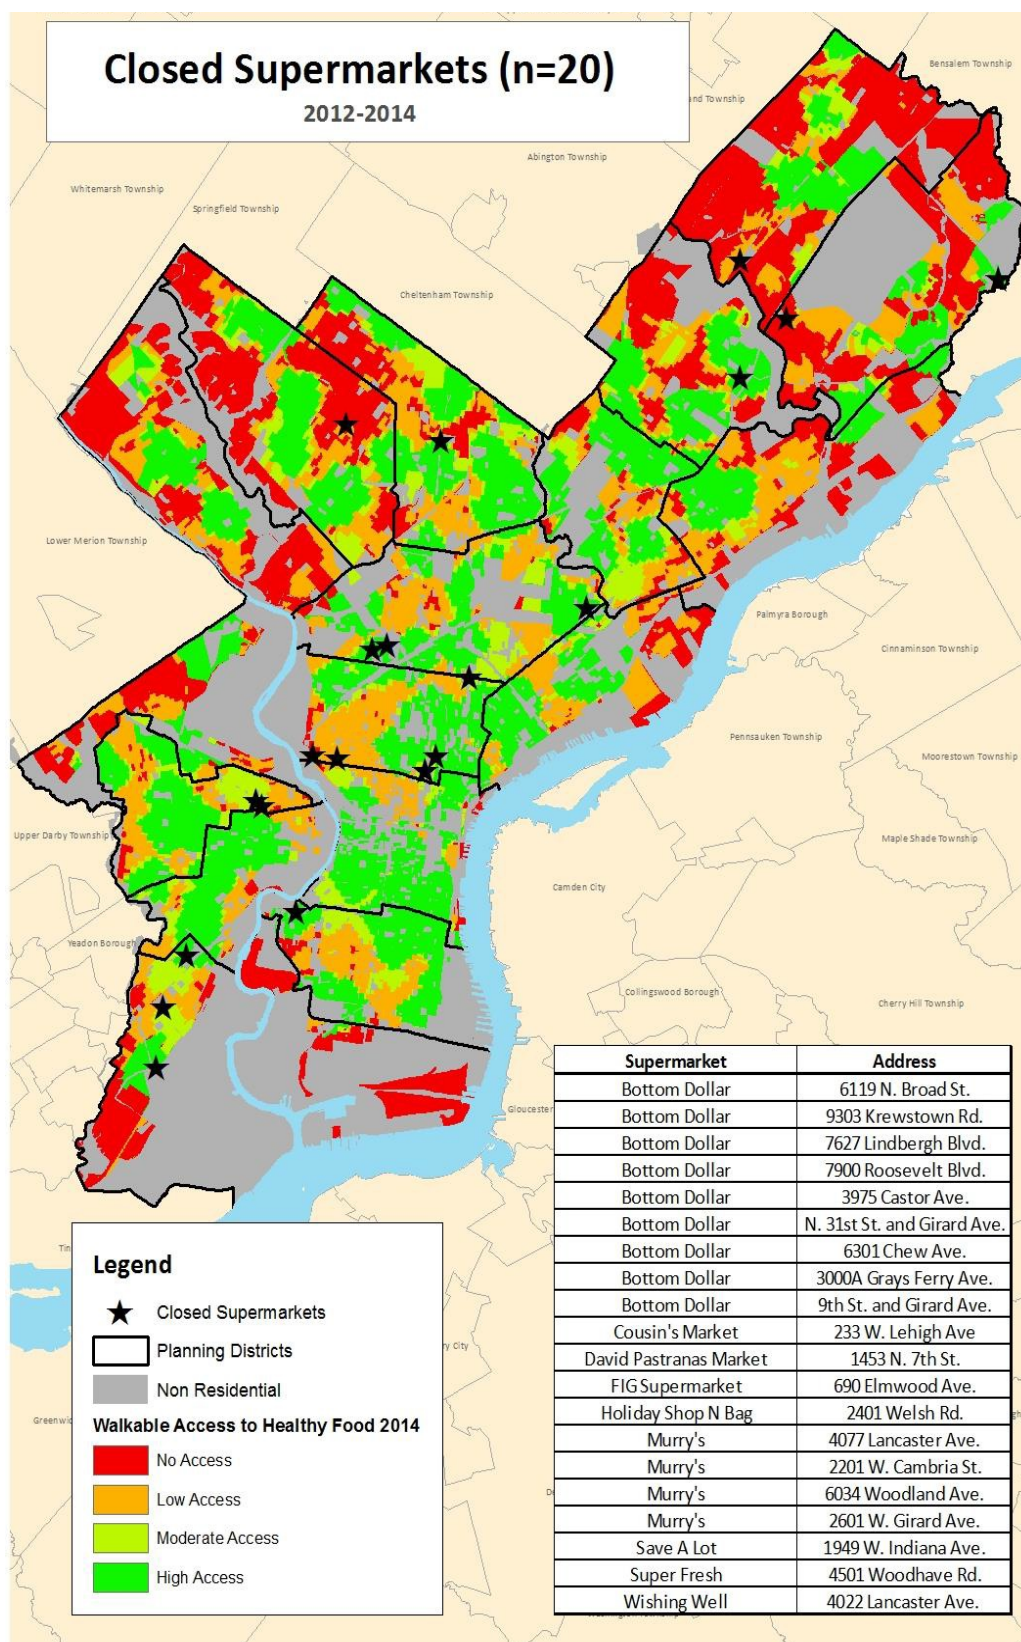 Closed Supermarkets (n=20)
2012-2014
Bensalem Township
and Township
Abington Township
Whitemarsh Township
Springfield Township
Cheltenham Township
Lower Merion Township
Palmyra Borough
Cinnaminson Township
Pennsauken Township
Moorestown Township
Upper Darby Township
Maple Shade Township
Camden City
Yeadon Borough
Collingswood Borough
Cherry Hill Township
Gloucester
Supermarket Address
Bottom Dollar 6119 N. Broad St.
Bottom Dollar 9303 Krewstown Rd.
Bottom Dollar 7627 Lindbergh Blvd.
Bottom Dollar 7900 Roosevelt Blvd.
Bottom Dollar 3975 Castor Ave.
Bottom Dollar N. 31st St. and Girard Ave.
Bottom Dollar 6301 Chew Ave.
Bottom Dollar 3000A Grays Ferry Ave.
Bottom Dollar 9th St. and Girard Ave.
Cousin's Market 233 W. Lehigh Ave
David Pastranas Market 1453 N. 7th St.
FIG Supermarket 690 Elmwood Ave.
Holiday Shop N Bag 2401 Welsh Rd.
Murry's 4077 Lancaster Ave.
Murry's 2201 W. Cambria St.
Murry's 6034 Woodland Ave.
Murry's 2601 W. Girard Ave.
Save A Lot 1949 W. Indiana Ave.
Super Fresh 4501 Woodhave Rd.
Wishing Well 4022 Lancaster Ave.
Tin
ry City
Greenwic
Legend
Closed Supermarkets
Planning Districts
Non Residential
Walkable Access to Healthy Food 2014
No Access
Low Access
Moderate Access
High Access